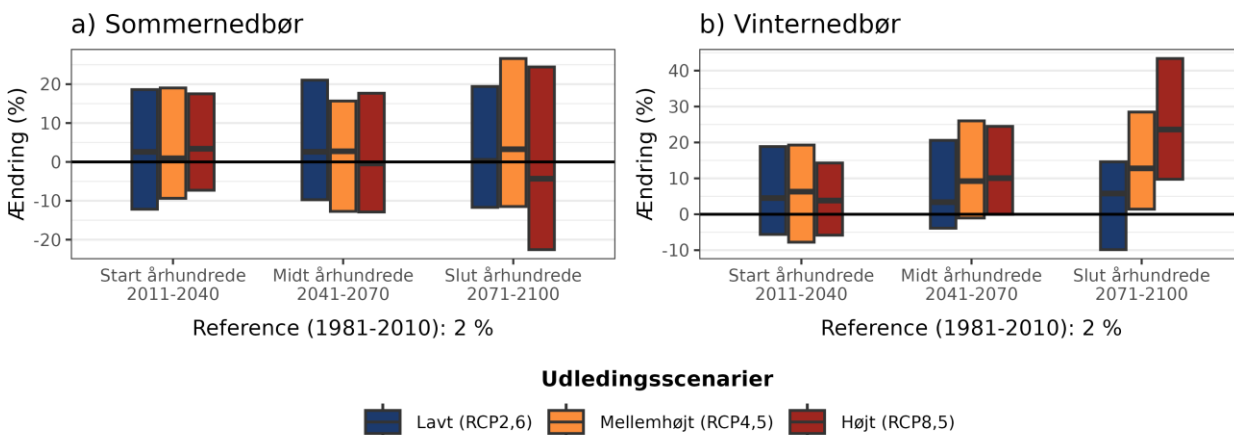 a) Sommernedbør
Ændring (%)
20
10
0
-10
-20
Start århundrede
2011-2040
Midt århundrede
2041-2070
Slut århundrede
2071-2100
Reference (1981-2010): 2 %
b) Vinternedbør
Ændring (%)
40
30
20
10
0
-10
Start århundrede
2011-2040
Midt århundrede
2041-2070
Slut århundrede
2071-2100
Reference (1981-2010): 2 %
Udledingsscenarier
Lavt (RCP2,6)
Mellemhøjt (RCP4,5)
Højt (RCP8,5)